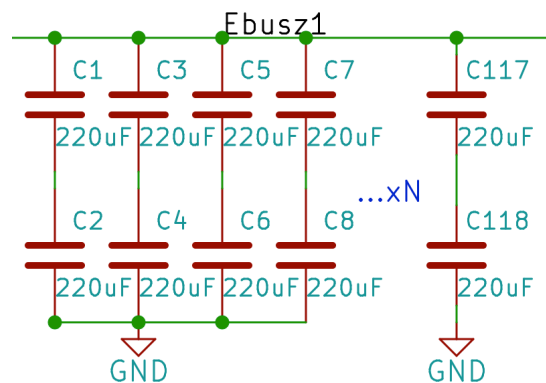 Ebusz1
C1 C3 C5 C7 C117
220uF 220uF 220uF 220uF 220uF
...xN
C2 C4 C6 C8 C118
220uF 220uF 220uF 220uF 220uF
GND GND